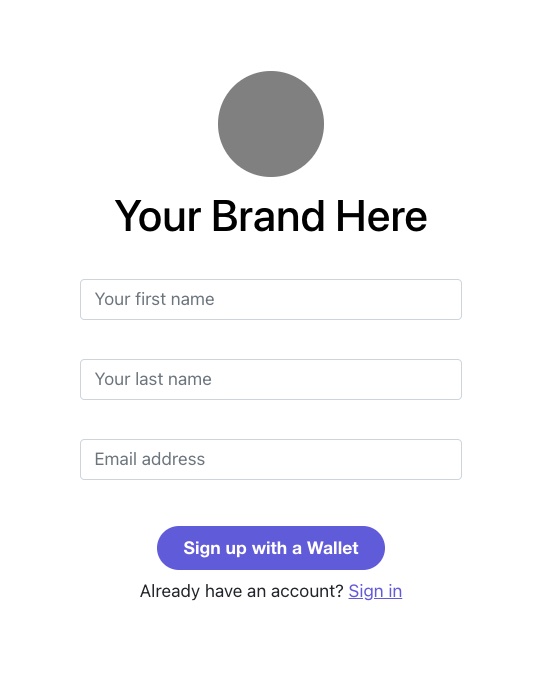 Your Brand Here
Your first name
Your last name
Email address
Sign up with a Wallet
Already have an account? Sign in